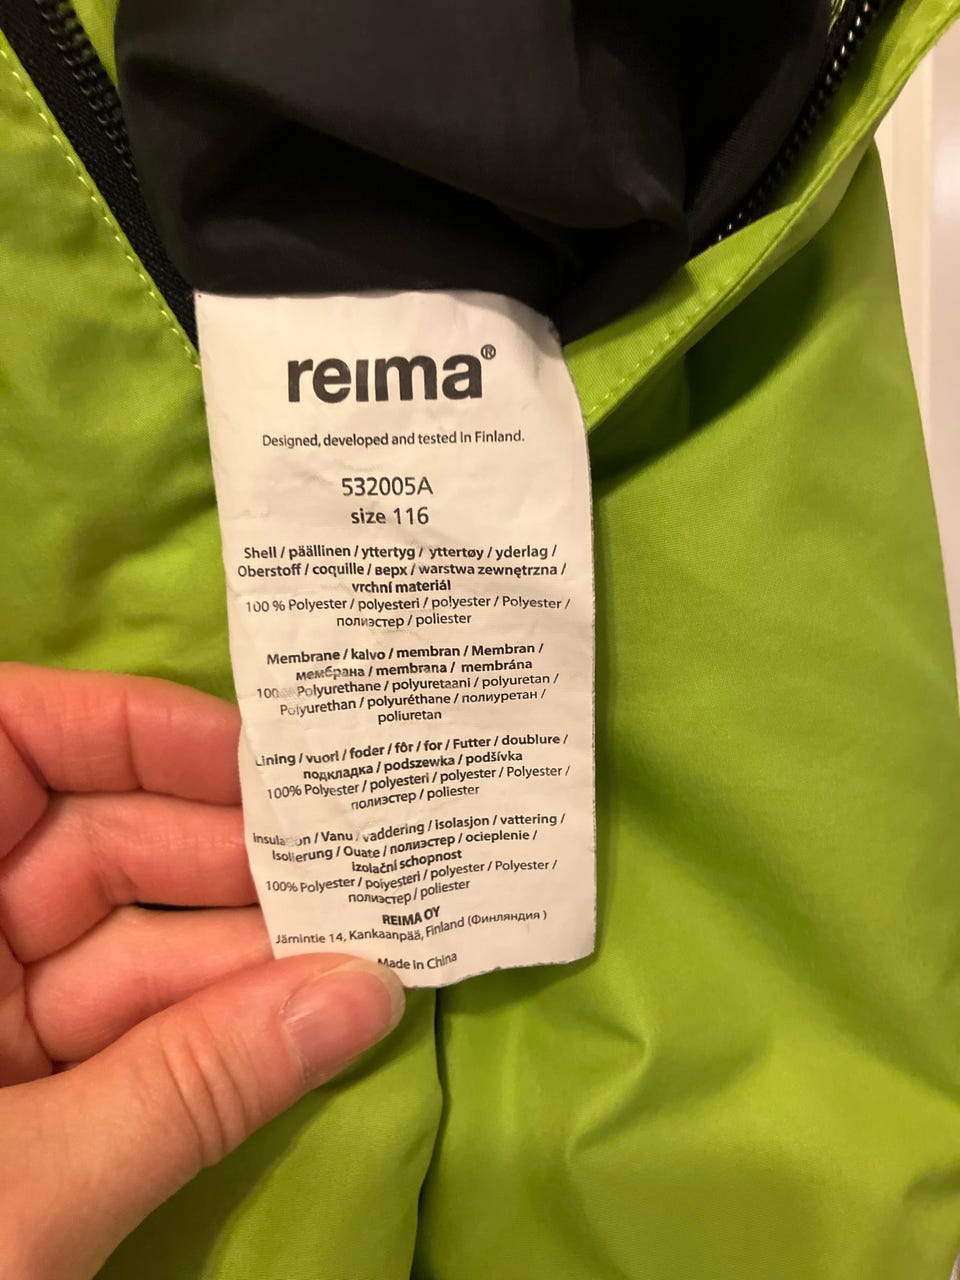 reima®
Designed, developed and tested in Finland.
532005A
size 116
Shell / päällinen / yttertyg / yttertøy / yderlag /
Oberstoff / coquille / верх / warstwa zewnętrzna /
vrchní materiál
100 % Polyester / polyesteri / polyester / Polyester /
полиэстер / poliester
Membrane / kalvo / membran / Membran /
мембрана / membrana / membrána
Polyurethane / polyuretaani / polyuretan /
Polyurethan / polyuréthane / полиуретан /
poliuretan
Lining / vuori / foder / fôr / for / Futter / doublure /
подкладка / podszewka / podšívka
100% Polyester / polyesteri / polyester / Polyester /
полиэстер / poliester
Insulation / Vanu / vaddering / isolasjon / vattering /
Isolierung / Ouate / полиэстер / ocieplenie /
izolační schopnost
100% Polyester / polyesteri / polyester / Polyester /
полиэстер / poliester
REIMA OY
Jämintie 14, Kankaanpää, Finland (Финляндия )
Made in China